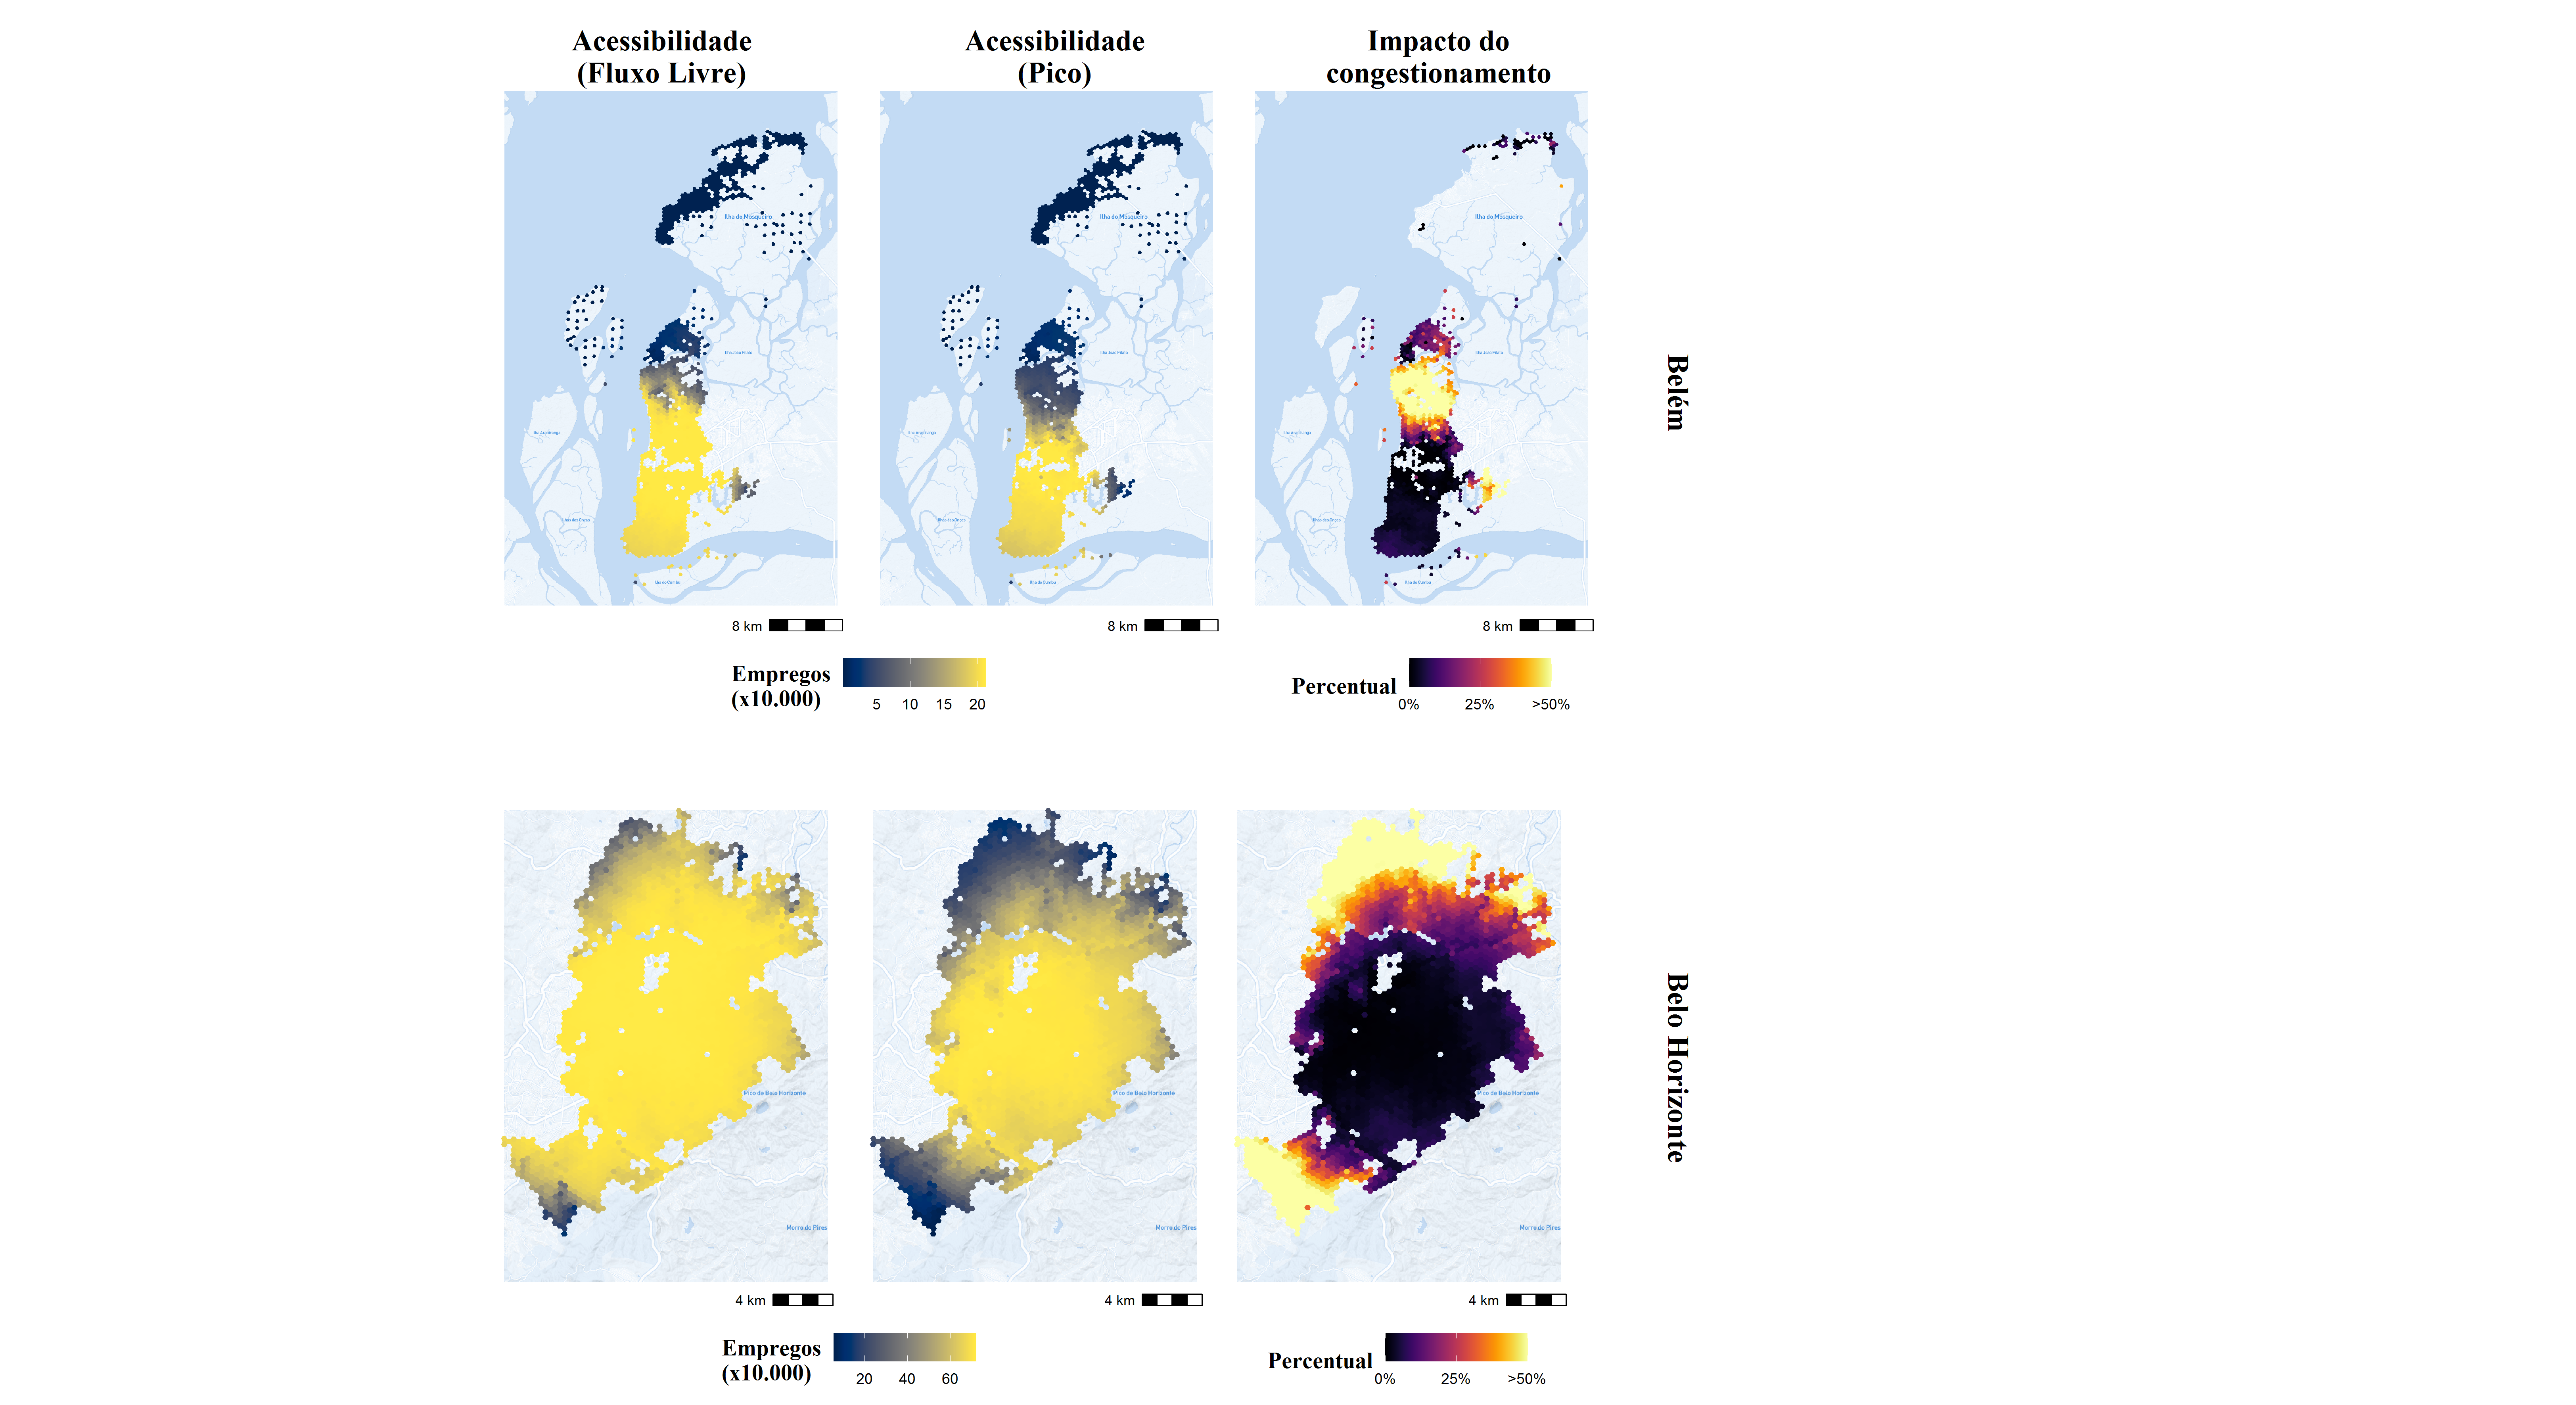 Acessibilidade
(Fluxo Livre)
Acessibilidade
(Pico)
Impacto do
congestionamento
Ilha do Mosqueiro
Ilha do Mosqueiro
Ilha do Mosqueiro
Belém
8 km
8 km
8 km
Empregos
(x10.000)
5 10 15 20
Percentual
0% 25% >50%
Pico de Belo Horizonte
Pico de Belo Horizonte
Pico de Belo Horizonte
Morro do Pires
Morro do Pires
Morro do Pires
Belo Horizonte
4 km
4 km
4 km
Empregos
(x10.000)
20 40 60
Percentual
0% 25% >50%